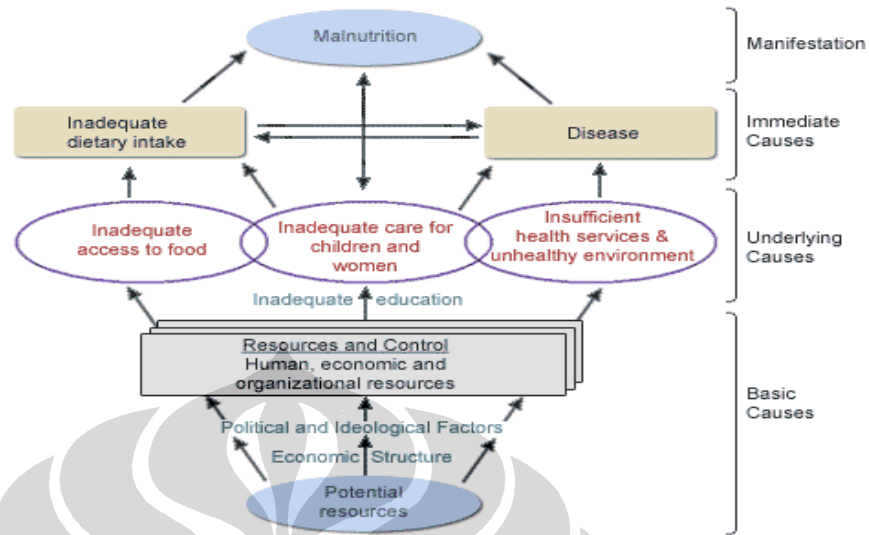 Malnutrition
Manifestation
Inadequate
dietary intake
Disease
Immediate
Causes
Inadequate
access to food
Inadequate care for
children and
women
Insufficient
health services &
unhealthy environment
Underlying
Causes
Inadequate education
Resources and Control
Human, economic and
organizational resources
Basic
Causes
Political and Ideological Factors
Economic Structure
Potential
resources